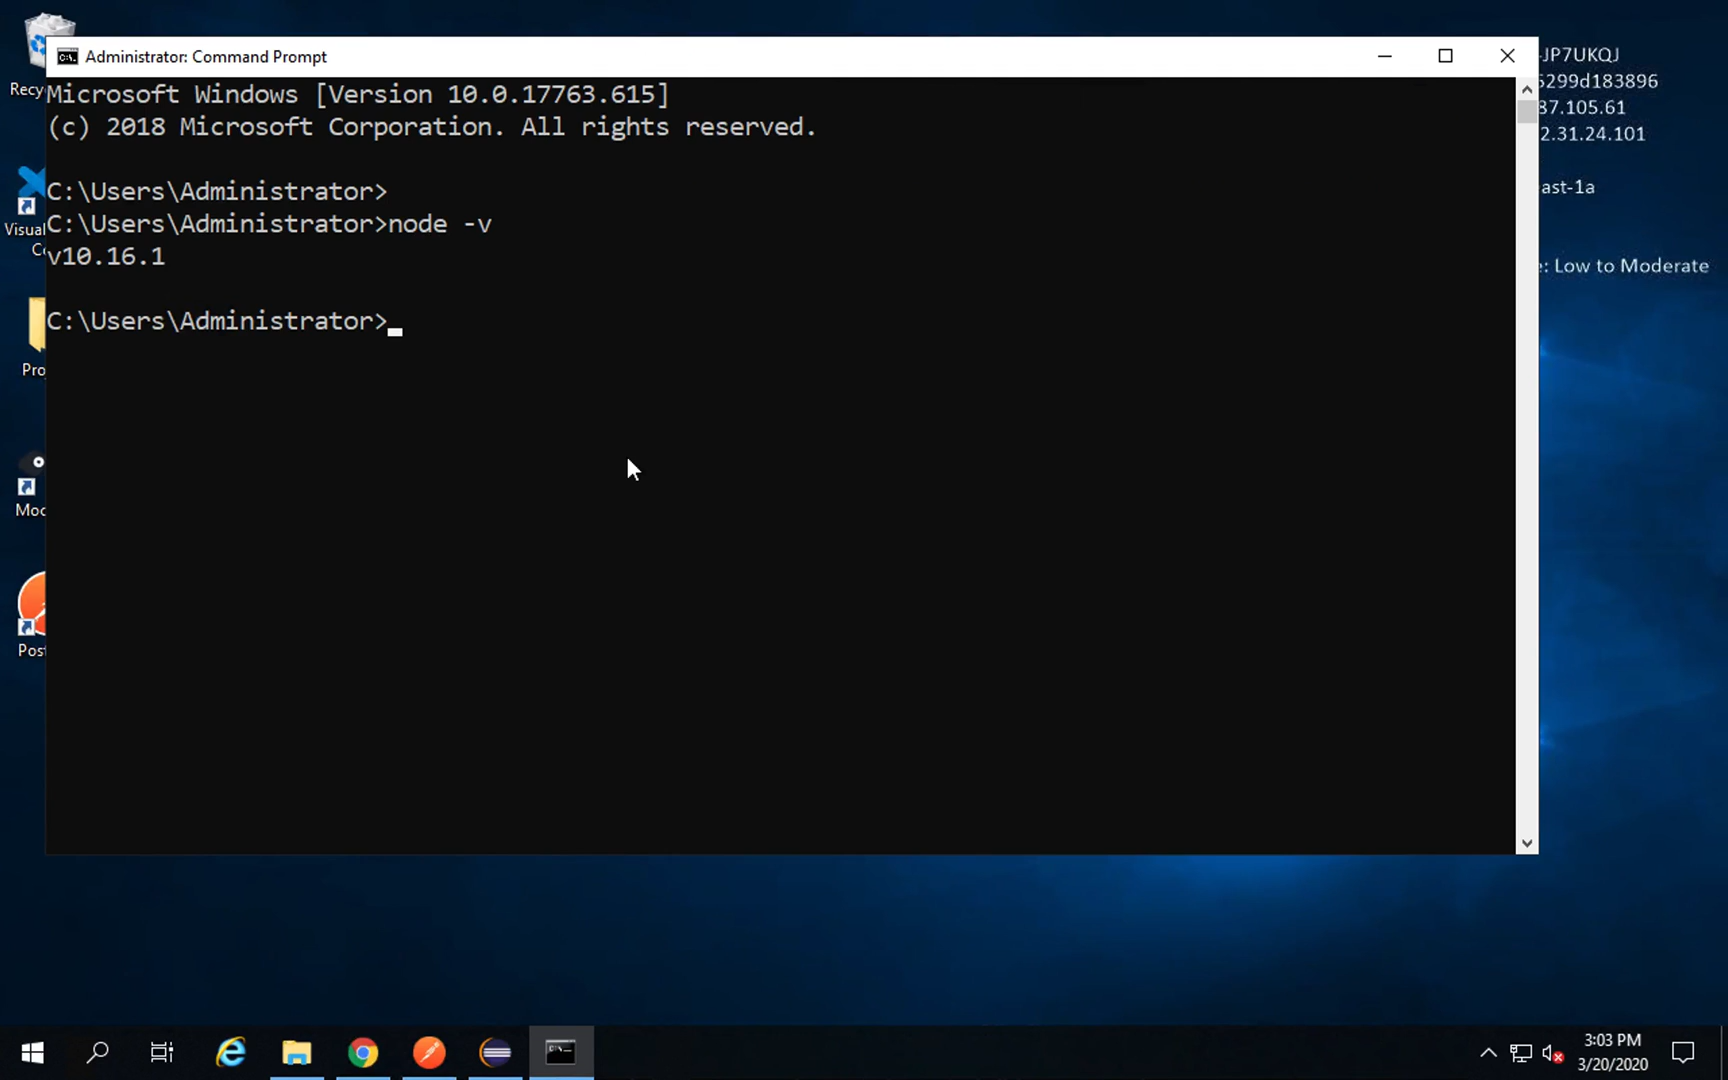 Administrator: Command Prompt
Microsoft Windows [Version 10.0.17763.615]
(c) 2018 Microsoft Corporation. All rights reserved.
C:\Users\Administrator>
C:\Users\Administrator>node -v
v10.16.1
C:\Users\Administrator>
Recy
Visual
Co
Pro
Moc
Post
-JP7UKQJ
5299d183896
87.105.61
2.31.24.101
ast-1a
e: Low to Moderate
3:03 PM
3/20/2020